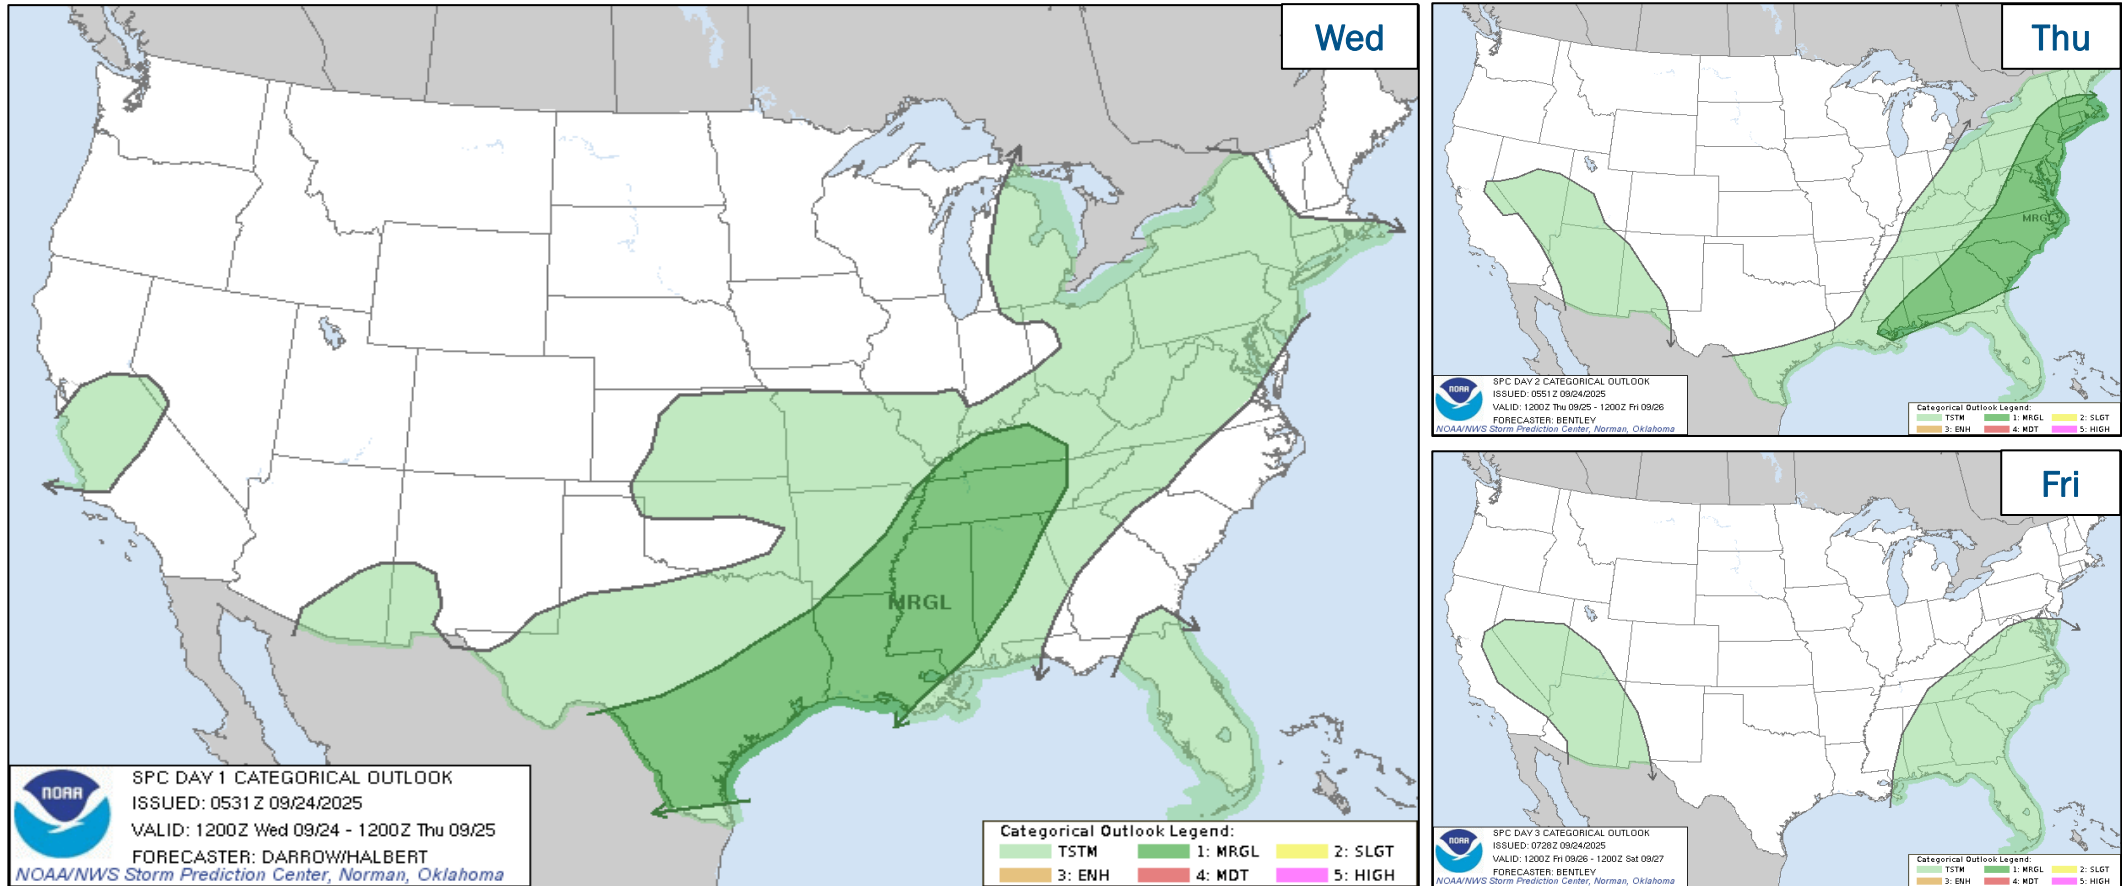 Wed
MRGL
NOAA
SPC DAY 1 CATEGORICAL OUTLOOK
ISSUED: 0531Z 09/24/2025
VALID: 1200Z Wed 09/24 - 1200Z Thu 09/25
FORECASTER: DARROW/HALBERT
NOAA/NWS Storm Prediction Center, Norman, Oklahoma
Categorical Outlook Legend:
TSTM 1: MRGL 2: SLGT
3: ENH 4: MDT 5: HIGH
Thu
MRGL
NOAA
SPC DAY 2 CATEGORICAL OUTLOOK
ISSUED: 0551Z 09/24/2025
VALID: 1200Z Thu 09/25 - 1200Z Fri 09/26
FORECASTER: BENTLEY
NOAA/NWS Storm Prediction Center, Norman, Oklahoma
Categorical Outlook Legend:
TSTM 1: MRGL 2: SLGT
3: ENH 4: MDT 5: HIGH
Fri
NOAA
SPC DAY 3 CATEGORICAL OUTLOOK
ISSUED: 0728Z 09/24/2025
VALID: 1200Z Fri 09/26 - 1200Z Sat 09/27
FORECASTER: BENTLEY
NOAA/NWS Storm Prediction Center, Norman, Oklahoma
Categorical Outlook Legend:
TSTM 1: MRGL 2: SLGT
3: ENH 4: MDT 5: HIGH